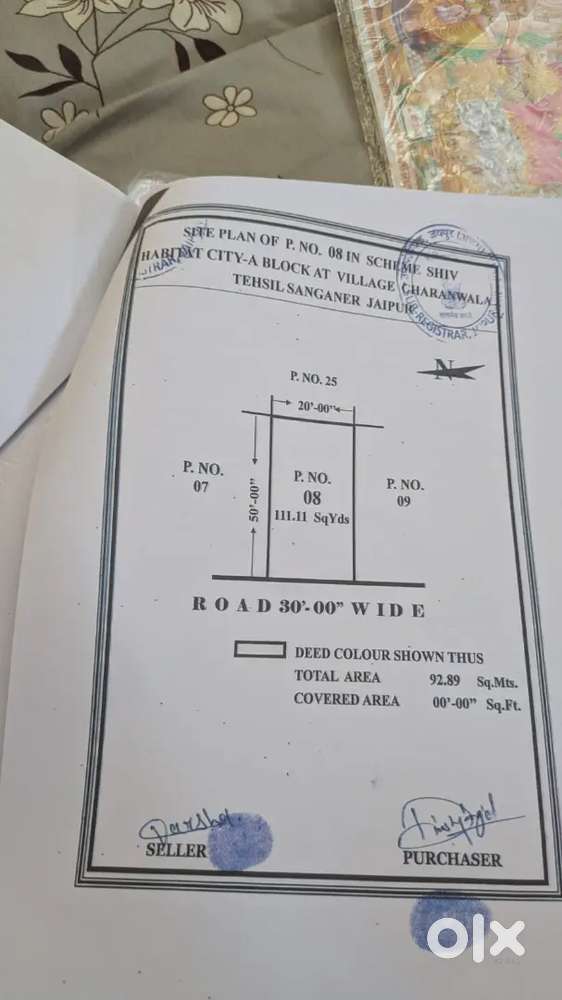 SITE PLAN OF P. NO. 08 IN SCHEME SHIV
HABITAT CITY-A BLOCK AT VILLAGE CHARANWALA
TEHSIL SANGANER JAIPUR
REGISTRAR
N
P. NO. 25
20'-00"
P. NO.
07
50'-00"
P. NO.
08
111.11 SqYds
P. NO.
09
ROAD 30'-00" WIDE
DEED COLOUR SHOWN THUS
TOTAL AREA 92.89 Sq.Mts.
COVERED AREA 00'-00" Sq.Ft.
SELLER
PURCHASER
olx